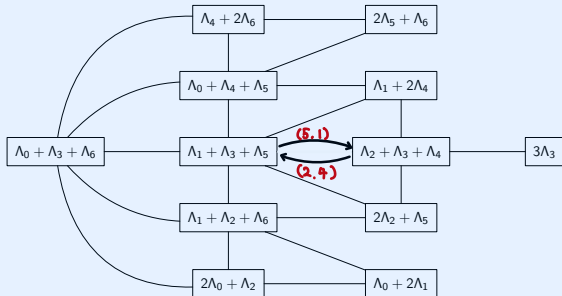 Λ₄ + 2Λ₆
2Λ₅ + Λ₆
Λ₀ + Λ₄ + Λ₅
Λ₁ + 2Λ₄
(5,1)
Λ₀ + Λ₃ + Λ₆
Λ₁ + Λ₃ + Λ₅
Λ₂ + Λ₃ + Λ₄
3Λ₃
(2,4)
Λ₁ + Λ₂ + Λ₆
2Λ₂ + Λ₅
2Λ₀ + Λ₂
Λ₀ + 2Λ₁